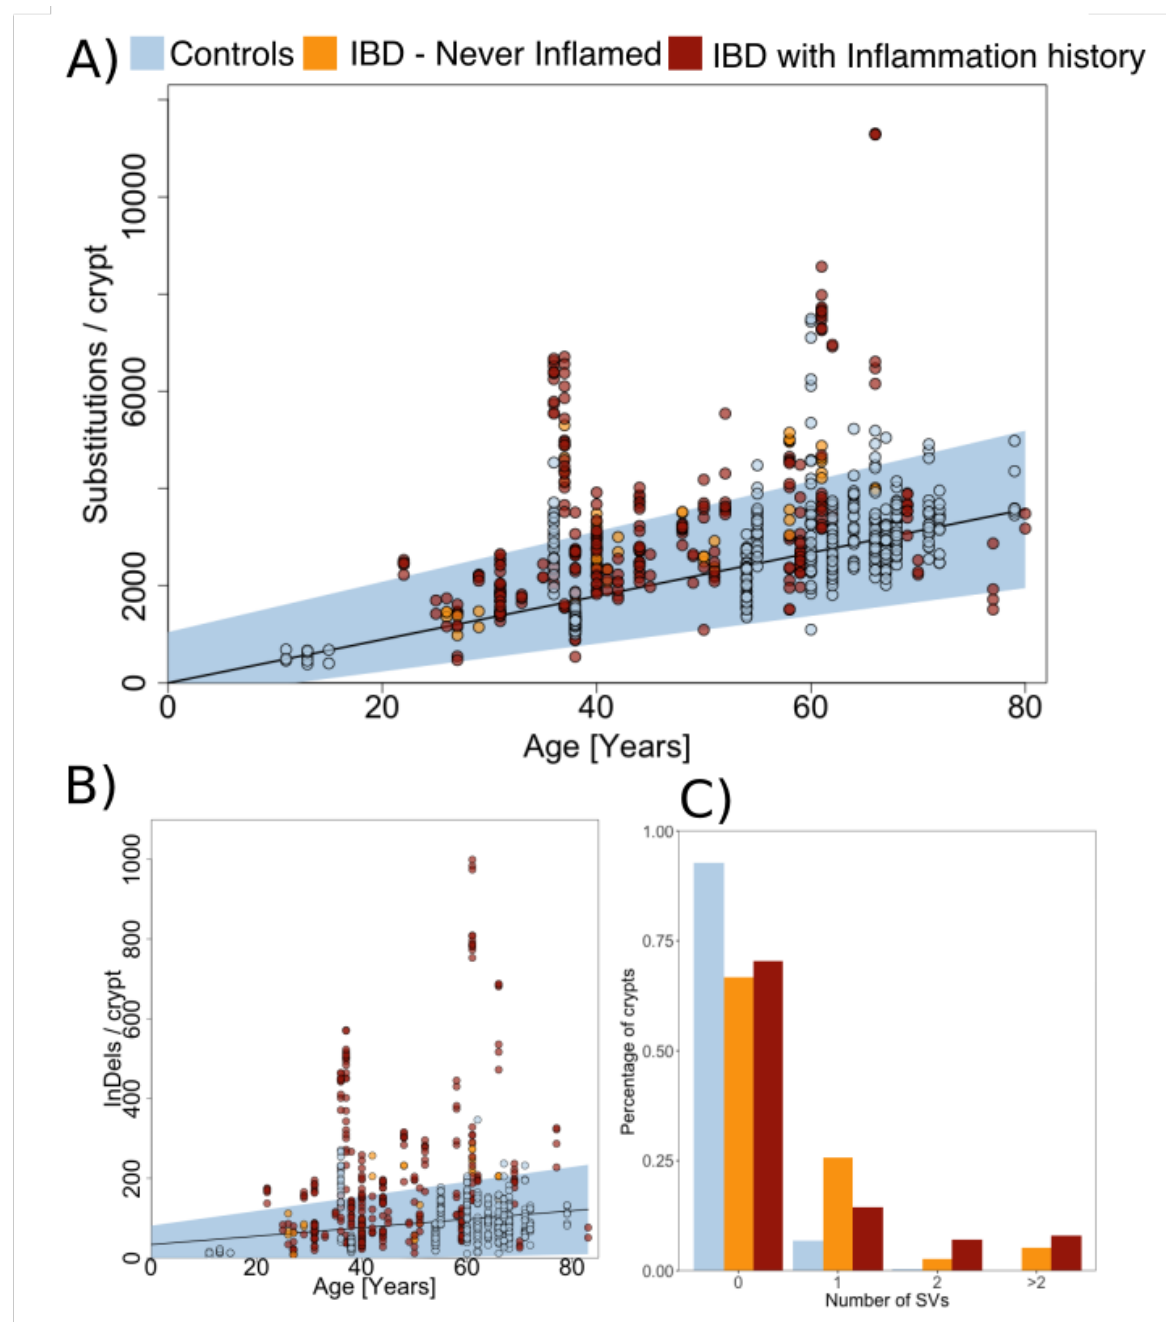 A) Controls IBD - Never Inflamed IBD with Inflammation history
Substitutions / crypt
10000
6000
2000
0
0 20 40 60 80
Age [Years]
B)
InDels / crypt
1000
800
600
400
200
0
0 20 40 60 80
Age [Years]
C)
Percentage of crypts
1.00
0.75
0.50
0.25
0.00
0 1 2 >2
Number of SVs